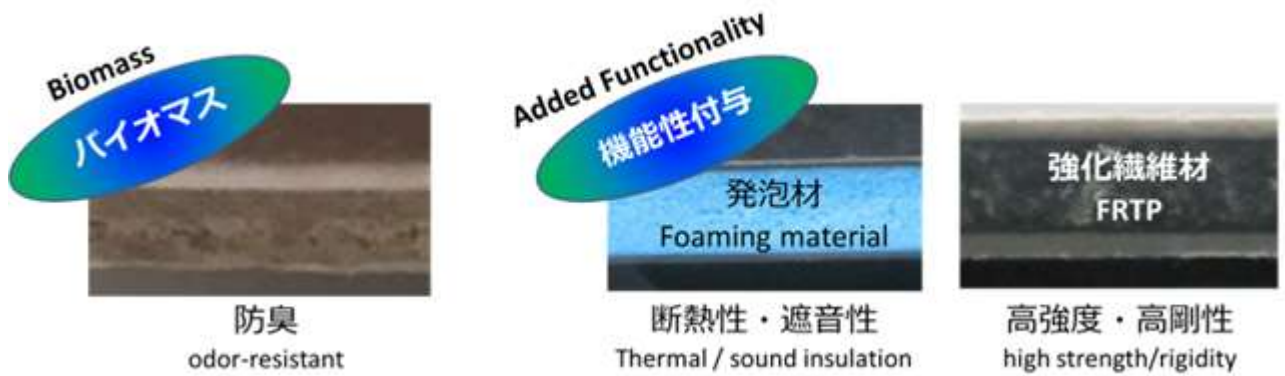 Biomass
バイオマス
防臭
odor-resistant
Added Functionality
機能性付与
発泡材
Foaming material
断熱性・遮音性
Thermal / sound insulation
強化繊維材
FRTP
高強度・高剛性
high strength/rigidity